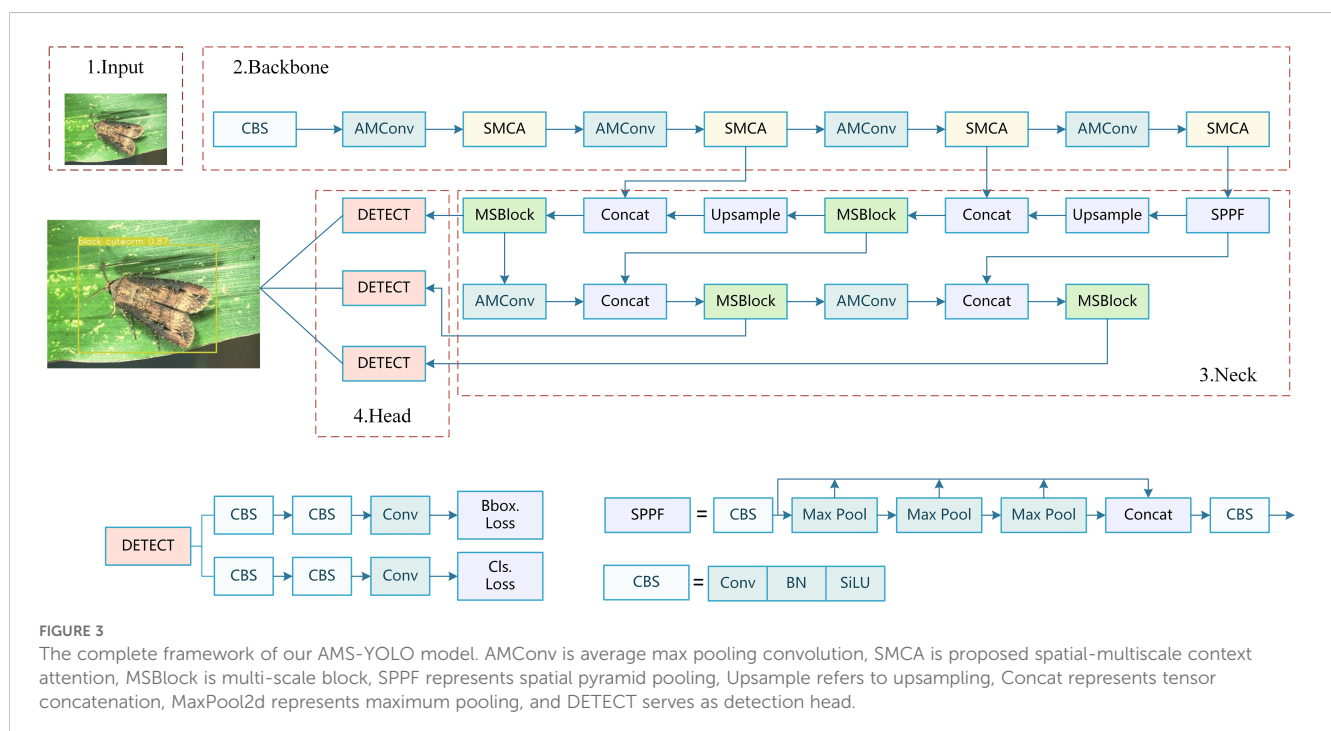 1.Input
2.Backbone
CBS AMConv SMCA AMConv SMCA AMConv SMCA AMConv SMCA
DETECT MSBlock Concat Upsample MSBlock Concat Upsample SPPF
black cutworm 0.87
DETECT AMConv Concat MSBlock AMConv Concat MSBlock
DETECT
3.Neck
4.Head
CBS CBS Conv Bbox.
Loss
DETECT
CBS CBS Conv Cls.
Loss
SPPF = CBS Max Pool Max Pool Max Pool Concat CBS
CBS = Conv BN SiLU
FIGURE 3
The complete framework of our AMS-YOLO model. AMConv is average max pooling convolution, SMCA is proposed spatial-multiscale context
attention, MSBlock is multi-scale block, SPPF represents spatial pyramid pooling, Upsample refers to upsampling, Concat represents tensor
concatenation, MaxPool2d represents maximum pooling, and DETECT serves as detection head.